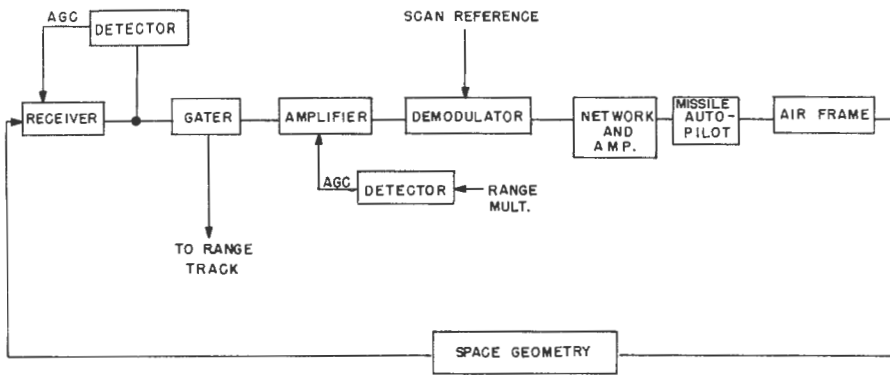 AGC
DETECTOR
SCAN REFERENCE
RECEIVER
GATER
AMPLIFIER
DEMODULATOR
NETWORK
AND
AMP.
MISSILE
AUTO-
PILOT
AIR FRAME
AGC
DETECTOR
RANGE
MULT.
TO RANGE
TRACK
SPACE GEOMETRY